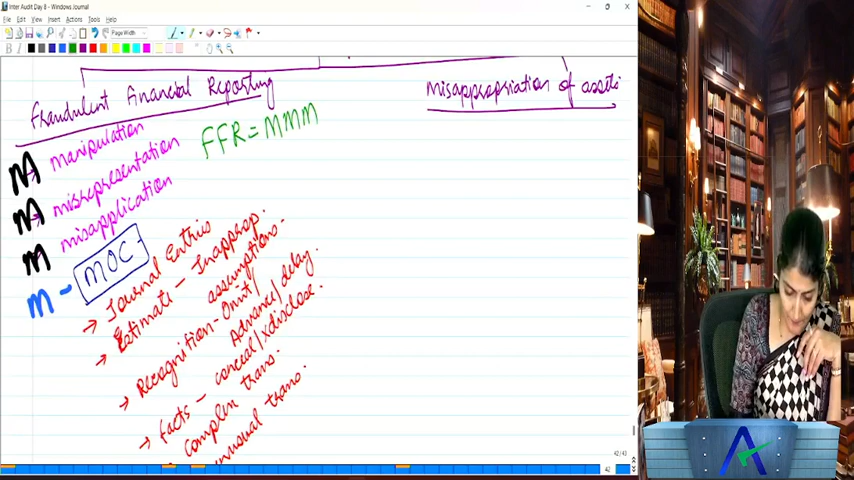 Inter Audit Day 8 - Windows Journal
File Edit View Insert Actions Tools Help
Page Width
B I
Fraudulent Financial Reporting
misappropriation of assets
M → manipulation
FFR = MMM
M → misrepresentation
M misapplication
M ~ MOC
→ Journal Entries
→ Estimate - Inapprop.
assumptions.
→ Recognition - Omit/
Advance/delay.
→ facts - conceal/xdisclose.
complex trans.
unusual trans.
42/43
42